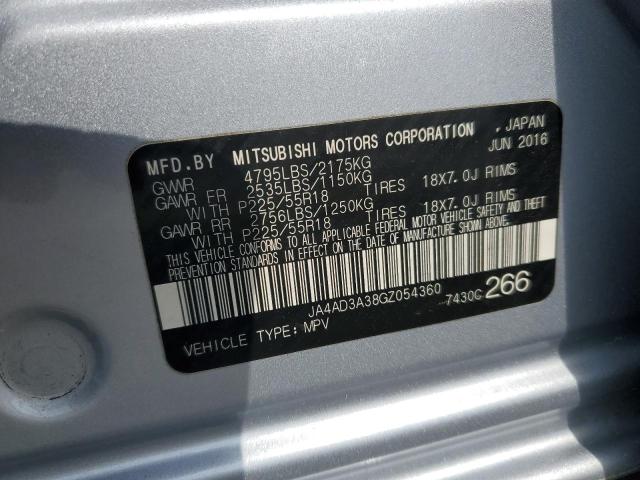 MFD.BY MITSUBISHI MOTORS CORPORATION , JAPAN
JUN 2016
GVWR 4795LBS/2175KG
GAWR FR 2535LBS/1150KG
WITH P225/55R18 TIRES 18X7.0J RIMS
GAWR RR 2756LBS/1250KG
WITH P225/55R18 TIRES 18X7.0J RIMS
THIS VEHICLE CONFORMS TO ALL APPLICABLE FEDERAL MOTOR VEHICLE SAFETY AND THEFT
PREVENTION STANDARDS IN EFFECT ON THE DATE OF MANUFACTURE SHOWN ABOVE.
JA4AD3A38GZ054360
7430C 266
VEHICLE TYPE: MPV